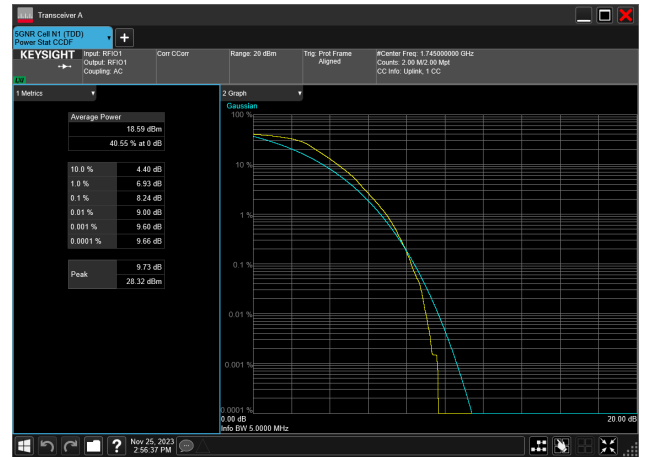 Transceiver A
5GNR Cell N1 (TDD)
Power Stat CCDF
KEYSIGHT
Input: RFIO1
Output: RFIO1
Coupling: AC
Corr CCorr
Range: 20 dBm
Trig: Prot Frame
Aligned
#Center Freq: 1.745000000 GHz
Counts: 2.00 M/2.00 Mpt
CC Info: Uplink, 1 CC
LXI
1 Metrics
Average Power
18.59 dBm
40.55 % at 0 dB
10.0 % 4.40 dB
1.0 % 6.93 dB
0.1 % 8.24 dB
0.01 % 9.00 dB
0.001 % 9.60 dB
0.0001 % 9.66 dB
Peak 9.73 dB
28.32 dBm
2 Graph
Gaussian
100 %
10 %
1 %
0.1 %
0.01 %
0.001 %
0.0001 %
0.00 dB 20.00 dB
Info BW 5.0000 MHz
Nov 25, 2023
2:56:37 PM